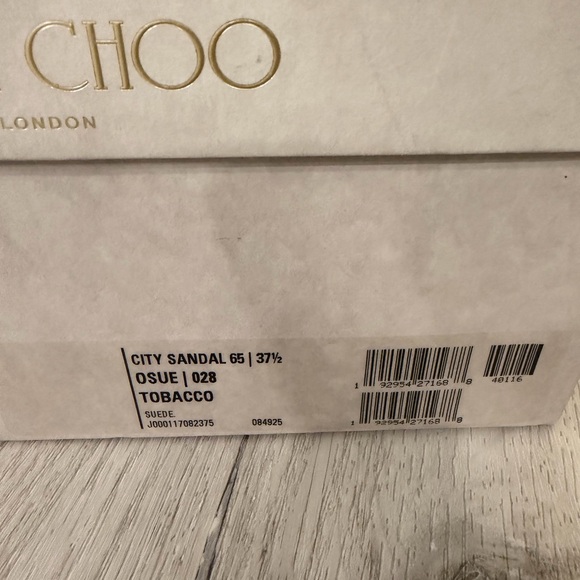 CHOO
LONDON
CITY SANDAL 65 | 37½
OSUE | 028
TOBACCO
SUEDE.
J000117082375 084925
1 92954 27168 8 48116
1 92954 27168 8